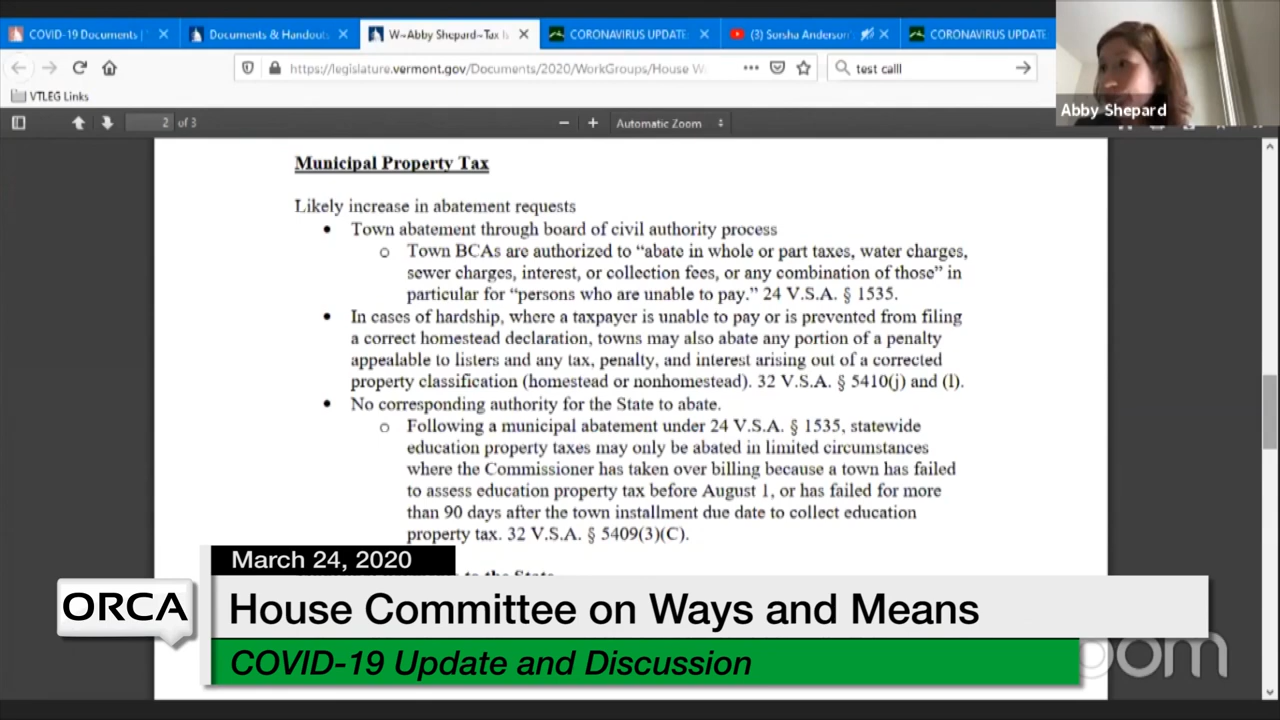 COVID-19 Documents |
Documents & Handouts
W~Abby Shepard~Tax Is
CORONAVIRUS UPDATE
(3) Sorsha Anderson
CORONAVIRUS UPDATE
https://legislature.vermont.gov/Documents/2020/WorkGroups/House W
test calll
VTLEG Links
Abby Shepard
2 of 3
Automatic Zoom
Municipal Property Tax
Likely increase in abatement requests
• Town abatement through board of civil authority process
o Town BCAs are authorized to “abate in whole or part taxes, water charges,
sewer charges, interest, or collection fees, or any combination of those” in
particular for “persons who are unable to pay.” 24 V.S.A. § 1535.
• In cases of hardship, where a taxpayer is unable to pay or is prevented from filing
a correct homestead declaration, towns may also abate any portion of a penalty
appealable to listers and any tax, penalty, and interest arising out of a corrected
property classification (homestead or nonhomestead). 32 V.S.A. § 5410(j) and (l).
• No corresponding authority for the State to abate.
o Following a municipal abatement under 24 V.S.A. § 1535, statewide
education property taxes may only be abated in limited circumstances
where the Commissioner has taken over billing because a town has failed
to assess education property tax before August 1, or has failed for more
than 90 days after the town installment due date to collect education
property tax. 32 V.S.A. § 5409(3)(C).
to the State
March 24, 2020
ORCA
House Committee on Ways and Means
COVID-19 Update and Discussion
oom